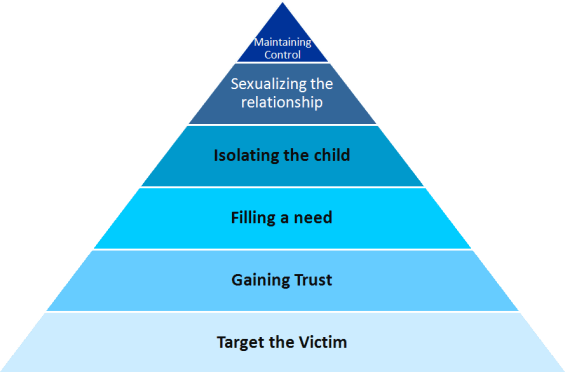 Maintaining
Control
Sexualizing the
relationship
Isolating the child
Filling a need
Gaining Trust
Target the Victim